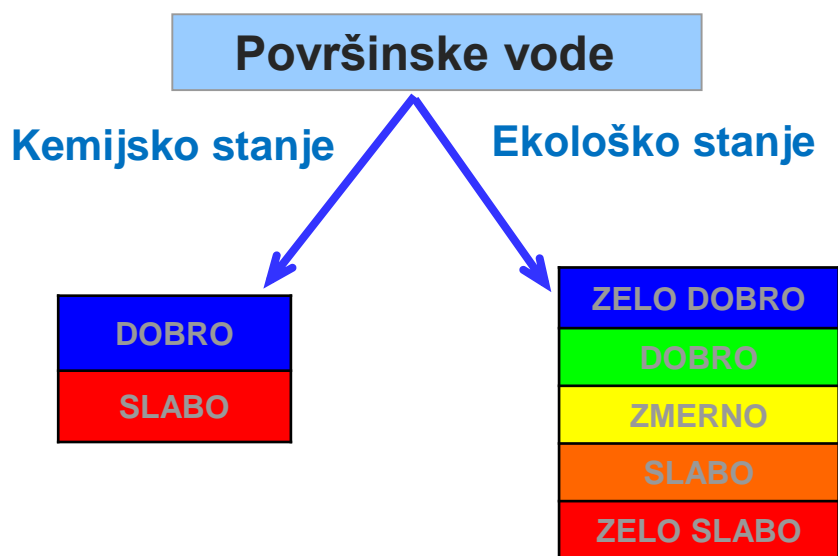 Površinske vode
Kemijsko stanje
Ekološko stanje
DOBRO
SLABO
ZELO DOBRO
DOBRO
ZMERNO
SLABO
ZELO SLABO